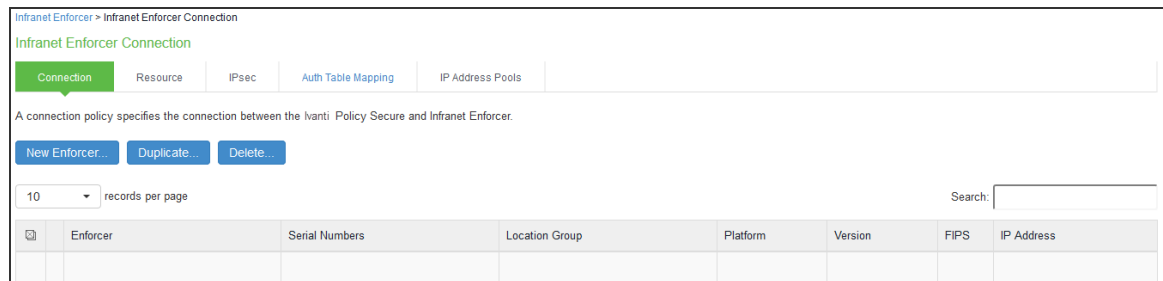 Infranet Enforcer > Infranet Enforcer Connection
Infranet Enforcer Connection
Connection Resource IPsec Auth Table Mapping IP Address Pools
A connection policy specifies the connection between the Ivanti Policy Secure and Infranet Enforcer.
New Enforcer... Duplicate... Delete...
10 records per page Search:
Enforcer Serial Numbers Location Group Platform Version FIPS IP Address